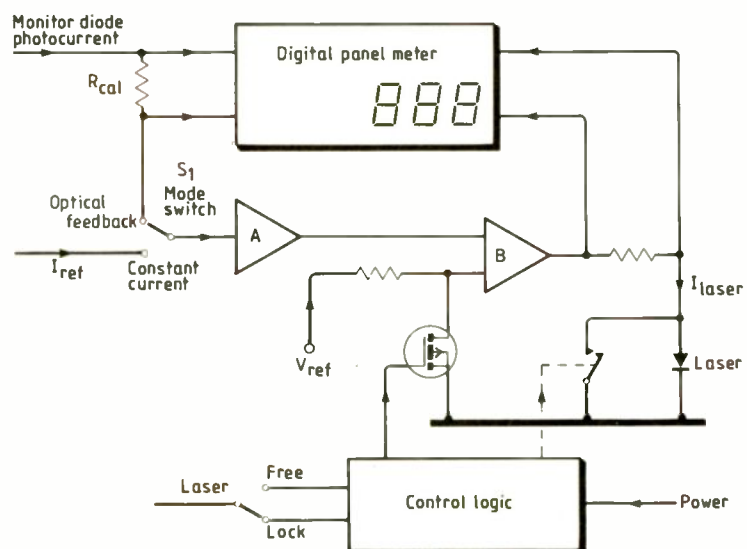 Monitor diode
photocurrent
Digital panel meter
Rcal
888
S1
Mode
switch
Optical
feedback
A
B
Iref
Constant
current
Ilaser
Vref
Laser
Free
Laser
Control logic
Power
Lock